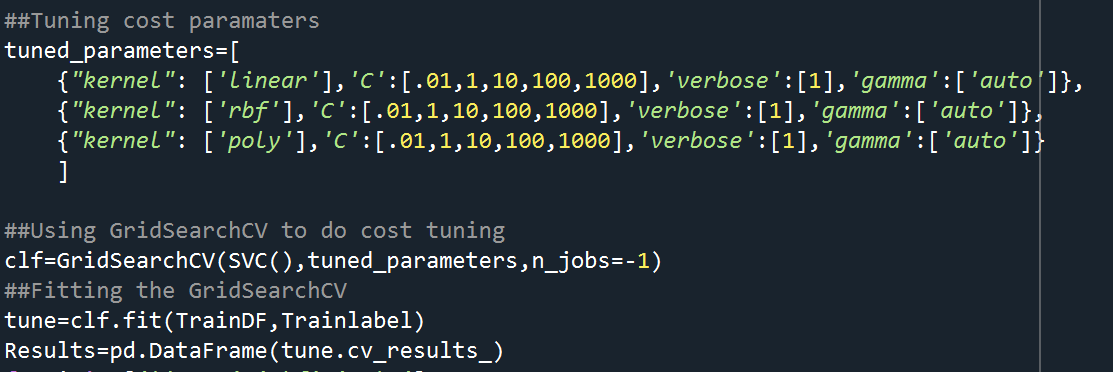 ##Tuning cost paramaters
tuned_parameters=[
    {"kernel": ['linear'],'C':[.01,1,10,100,1000],'verbose':[1],'gamma':['auto']},
    {"kernel": ['rbf'],'C':[.01,1,10,100,1000],'verbose':[1],'gamma':['auto']},
    {"kernel": ['poly'],'C':[.01,1,10,100,1000],'verbose':[1],'gamma':['auto']}
    ]
##Using GridSearchCV to do cost tuning
clf=GridSearchCV(SVC(),tuned_parameters,n_jobs=-1)
##Fitting the GridSearchCV
tune=clf.fit(TrainDF,Trainlabel)
Results=pd.DataFrame(tune.cv_results_)